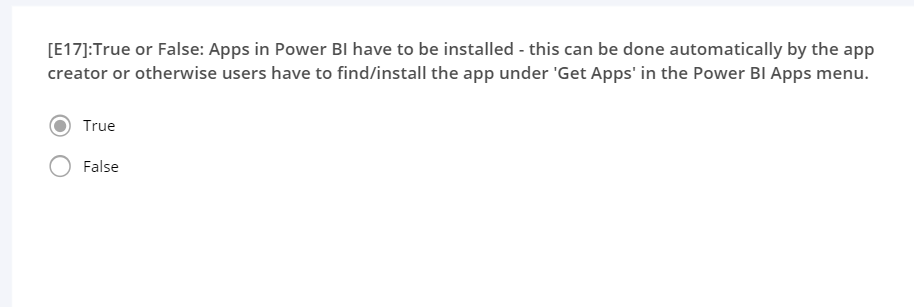 [E17]:True or False: Apps in Power BI have to be installed - this can be done automatically by the app
creator or otherwise users have to find/install the app under 'Get Apps' in the Power BI Apps menu.
True
False